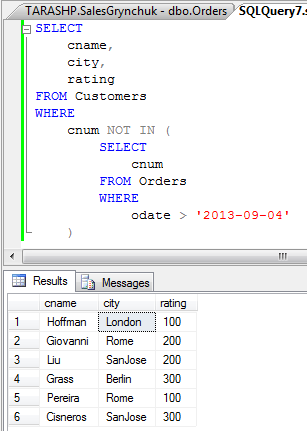 TARASHP.SalesGrynchuk - dbo.Orders SQLQuery7.s
SELECT
cname,
city,
rating
FROM Customers
WHERE
cnum NOT IN (
SELECT
cnum
FROM Orders
WHERE
odate > '2013-09-04'
)
Results Messages
cname city rating
1 Hoffman London 100
2 Giovanni Rome 200
3 Liu SanJose 200
4 Grass Berlin 300
5 Pereira Rome 100
6 Cisneros SanJose 300